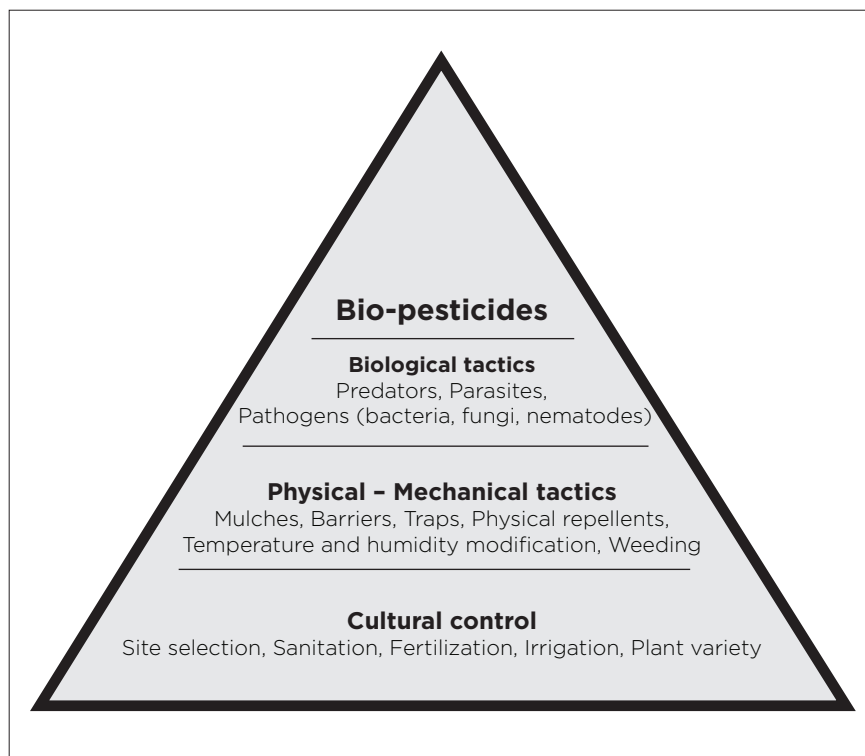 Bio-pesticides
Biological tactics
Predators, Parasites,
Pathogens (bacteria, fungi, nematodes)
Physical – Mechanical tactics
Mulches, Barriers, Traps, Physical repellents,
Temperature and humidity modification, Weeding
Cultural control
Site selection, Sanitation, Fertilization, Irrigation, Plant variety